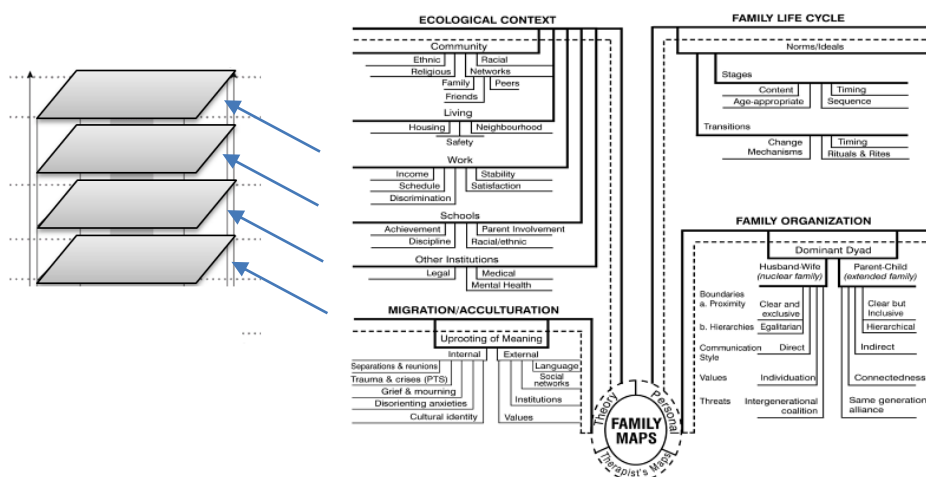 ECOLOGICAL CONTEXT
Community
Ethnic Racial
Religious Networks
Family Peers
Friends
Living
Housing Neighbourhood
Safety
Work
Income Stability
Schedule Satisfaction
Discrimination
Schools
Achievement Parent Involvement
Discipline Racial/ethnic
Other Institutions
Legal Medical
Mental Health
MIGRATION/ACCULTURATION
Uprooting of Meaning
Internal External
Separations & reunions Language
Trauma & crises (PTS) Social
networks
Grief & mourning
Disorienting anxieties Institutions
Cultural identity Values
FAMILY LIFE CYCLE
Norms/Ideals
Stages
Content Timing
Age-appropriate Sequence
Transitions
Change Timing
Mechanisms Rituals & Rites
FAMILY ORGANIZATION
Dominant Dyad
Husband-Wife Parent-Child
(nuclear family) (extended family)
Boundaries
a. Proximity Clear and Clear but
exclusive Inclusive
b. Hierarchies Egalitarian Hierarchical
Communication Direct Indirect
Style
Values Individuation Connectedness
Threats Intergenerational Same generation
coalition alliance
Theory Personal
FAMILY
MAPS
Therapist's Maps